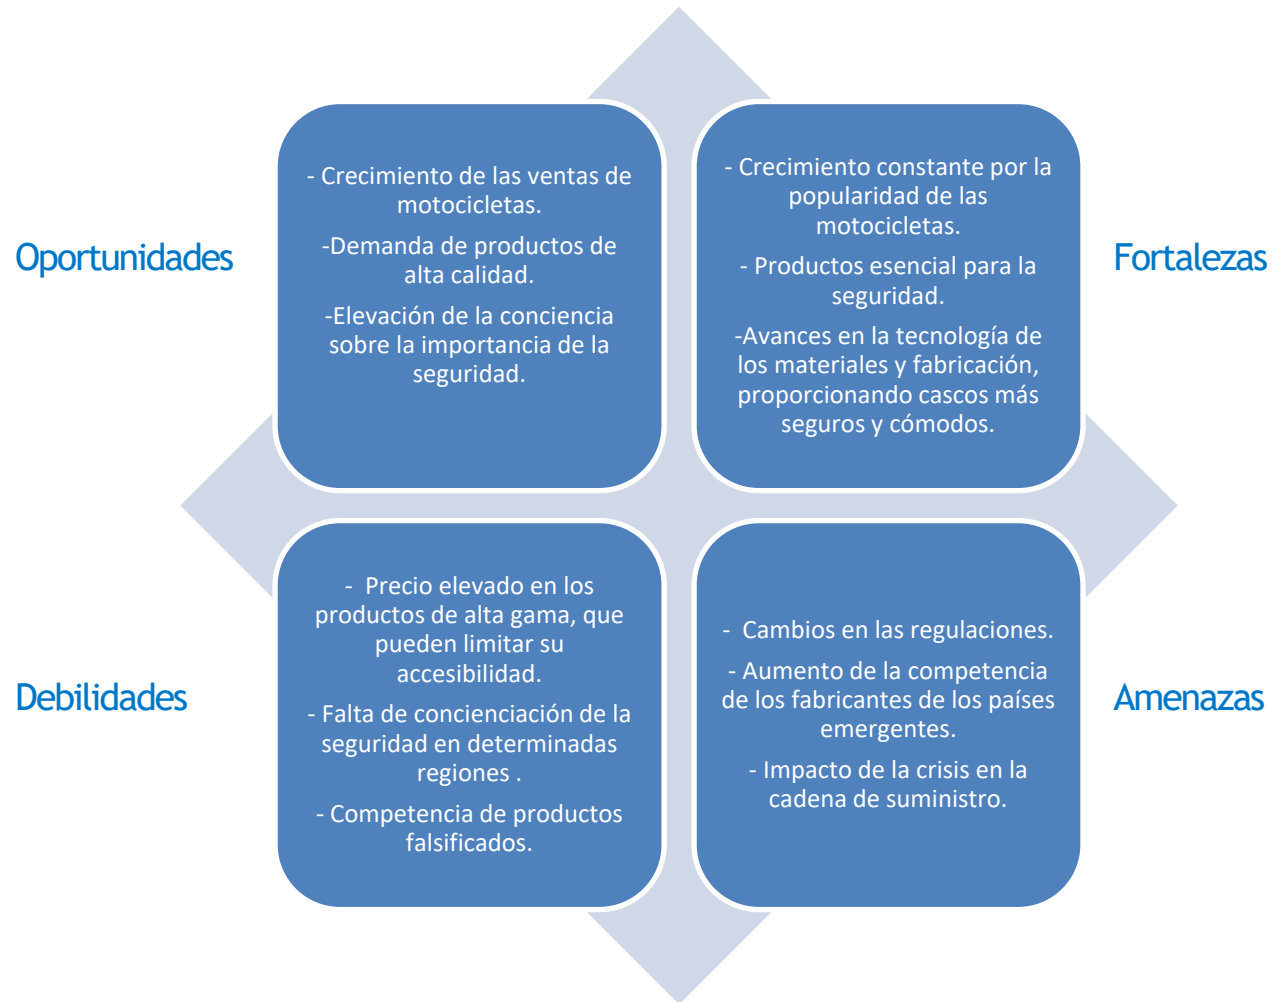 Oportunidades
- Crecimiento de las ventas de
motocicletas.
-Demanda de productos de
alta calidad.
-Elevación de la conciencia
sobre la importancia de la
seguridad.
- Crecimiento constante por la
popularidad de las
motocicletas.
- Productos esencial para la
seguridad.
-Avances en la tecnología de
los materiales y fabricación,
proporcionando cascos más
seguros y cómodos.
Fortalezas
Debilidades
- Precio elevado en los
productos de alta gama, que
pueden limitar su
accesibilidad.
- Falta de concienciación de la
seguridad en determinadas
regiones .
- Competencia de productos
falsificados.
- Cambios en las regulaciones.
- Aumento de la competencia
de los fabricantes de los países
emergentes.
- Impacto de la crisis en la
cadena de suministro.
Amenazas